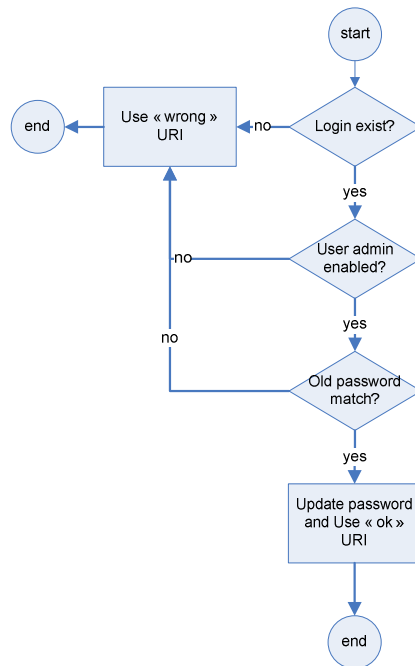 start
Login exist?
no
Use « wrong »
URI
end
yes
User admin
enabled?
no
yes
Old password
match?
no
yes
Update password
and Use « ok »
URI
end